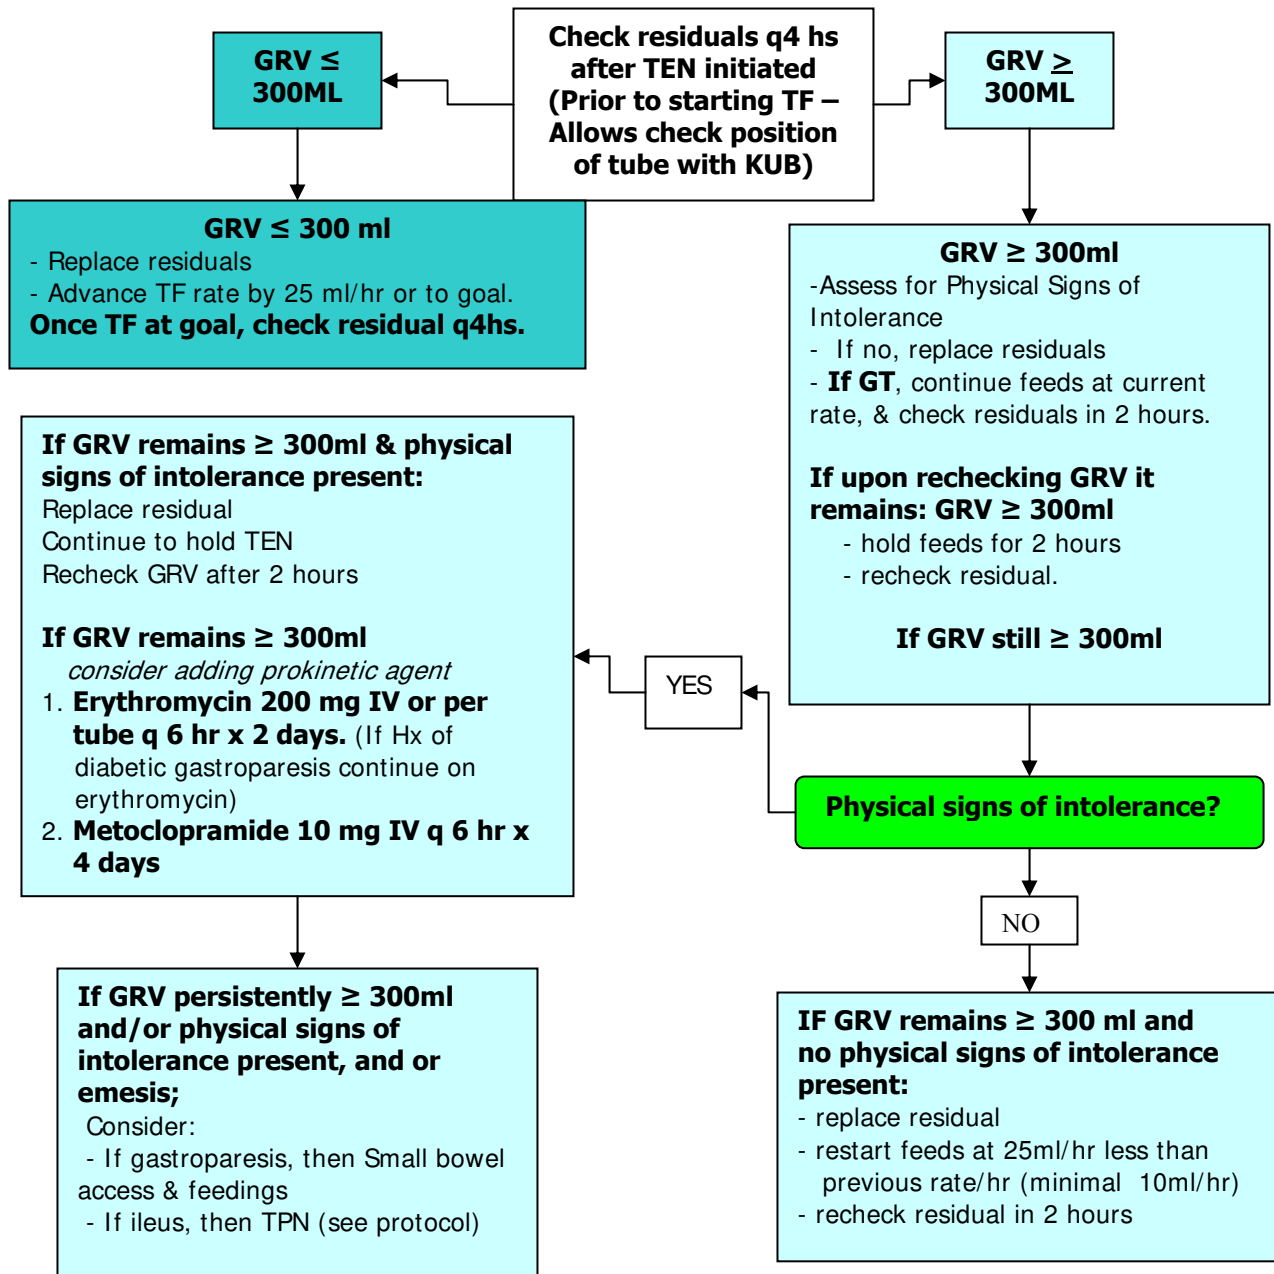 Check residuals q4 hs
after TEN initiated
(Prior to starting TF –
Allows check position
of tube with KUB)
GRV ≤
300ML
GRV ≥
300ML
GRV ≤ 300 ml
- Replace residuals
- Advance TF rate by 25 ml/hr or to goal.
Once TF at goal, check residual q4hs.
GRV ≥ 300ml
-Assess for Physical Signs of
Intolerance
- If no, replace residuals
- If GT, continue feeds at current
rate, & check residuals in 2 hours.
If upon rechecking GRV it
remains: GRV ≥ 300ml
- hold feeds for 2 hours
- recheck residual.
If GRV still ≥ 300ml
Physical signs of intolerance?
YES
If GRV remains ≥ 300ml & physical
signs of intolerance present:
Replace residual
Continue to hold TEN
Recheck GRV after 2 hours
If GRV remains ≥ 300ml
consider adding prokinetic agent
1. Erythromycin 200 mg IV or per
tube q 6 hr x 2 days. (If Hx of
diabetic gastroparesis continue on
erythromycin)
2. Metoclopramide 10 mg IV q 6 hr x
4 days
If GRV persistently ≥ 300ml
and/or physical signs of
intolerance present, and or
emesis;
Consider:
- If gastroparesis, then Small bowel
access & feedings
- If ileus, then TPN (see protocol)
NO
IF GRV remains ≥ 300 ml and
no physical signs of intolerance
present:
- replace residual
- restart feeds at 25ml/hr less than
previous rate/hr (minimal 10ml/hr)
- recheck residual in 2 hours